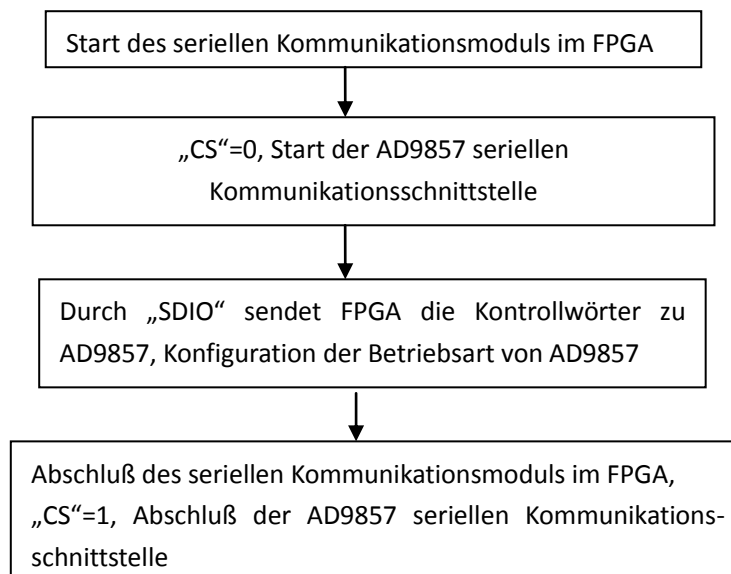 Start des seriellen Kommunikationsmoduls im FPGA
„CS“=0, Start der AD9857 seriellen
Kommunikationsschnittstelle
Durch „SDIO“ sendet FPGA die Kontrollwörter zu
AD9857, Konfiguration der Betriebsart von AD9857
Abschluß des seriellen Kommunikationsmoduls im FPGA,
„CS“=1, Abschluß der AD9857 seriellen Kommunikations-
schnittstelle